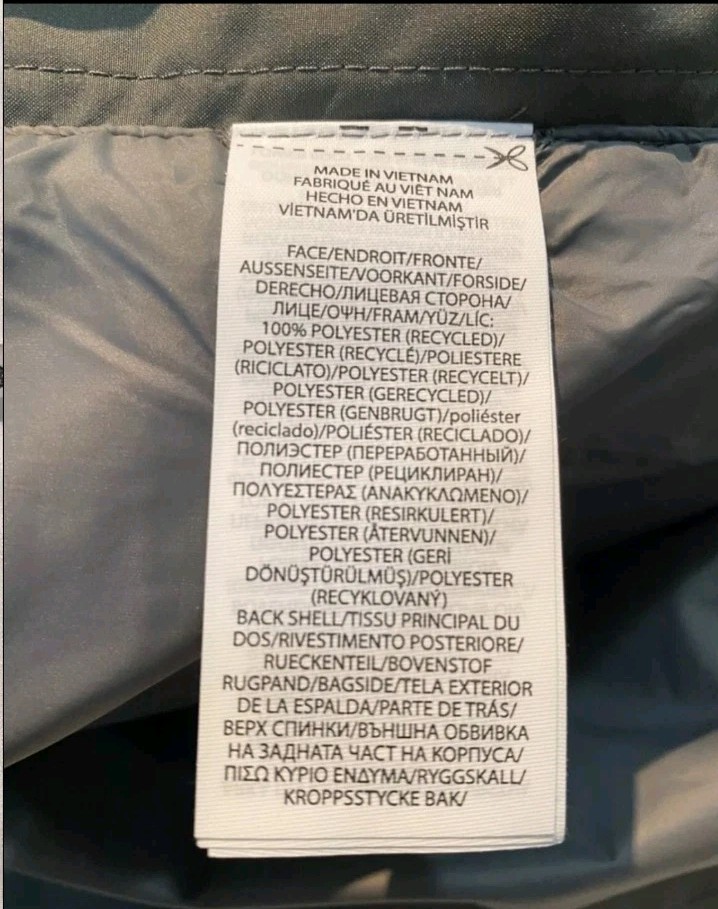 MADE IN VIETNAM
FABRIQUÉ AU VIÊT NAM
HECHO EN VIETNAM
VİETNAM'DA ÜRETİLMİŞTİR
FACE/ENDROIT/FRONTE/
AUSSENSEITE/VOORKANT/FORSIDE/
DERECHO/ЛИЦЕВАЯ СТОРОНА/
ЛИЦЕ/ΟΨΗ/FRAM/YÜZ/LÍC:
100% POLYESTER (RECYCLED)/
POLYESTER (RECYCLÉ)/POLIESTERE
(RICICLATO)/POLYESTER (RECYCELT)/
POLYESTER (GERECYCLED)/
POLYESTER (GENBRUGT)/poliéster
(reciclado)/POLIÉSTER (RECICLADO)/
ПОЛИЭСТЕР (ПЕРЕРАБОТАННЫЙ)/
ПОЛИЕСТЕР (РЕЦИКЛИРАН)/
ΠΟΛΥΕΣΤΕΡΑΣ (ΑΝΑΚΥΚΛΩΜΕΝΟ)/
POLYESTER (RESIRKULERT)/
POLYESTER (ÅTERVUNNEN)/
POLYESTER (GERİ
DÖNÜŞTÜRÜLMÜŞ)/POLYESTER
(RECYKLOVANÝ)
BACK SHELL/TISSU PRINCIPAL DU
DOS/RIVESTIMENTO POSTERIORE/
RUECKENTEIL/BOVENSTOF
RUGPAND/BAGSIDE/TELA EXTERIOR
DE LA ESPALDA/PARTE DE TRÁS/
ВЕРХ СПИНКИ/ВЪНШНА ОБВИВКА
НА ЗАДНАТА ЧАСТ НА КОРПУСА/
ΠΙΣΩ ΚΥΡΙΟ ΕΝΔΥΜΑ/RYGGSKALL/
KROPPSSTYCKE BAK/